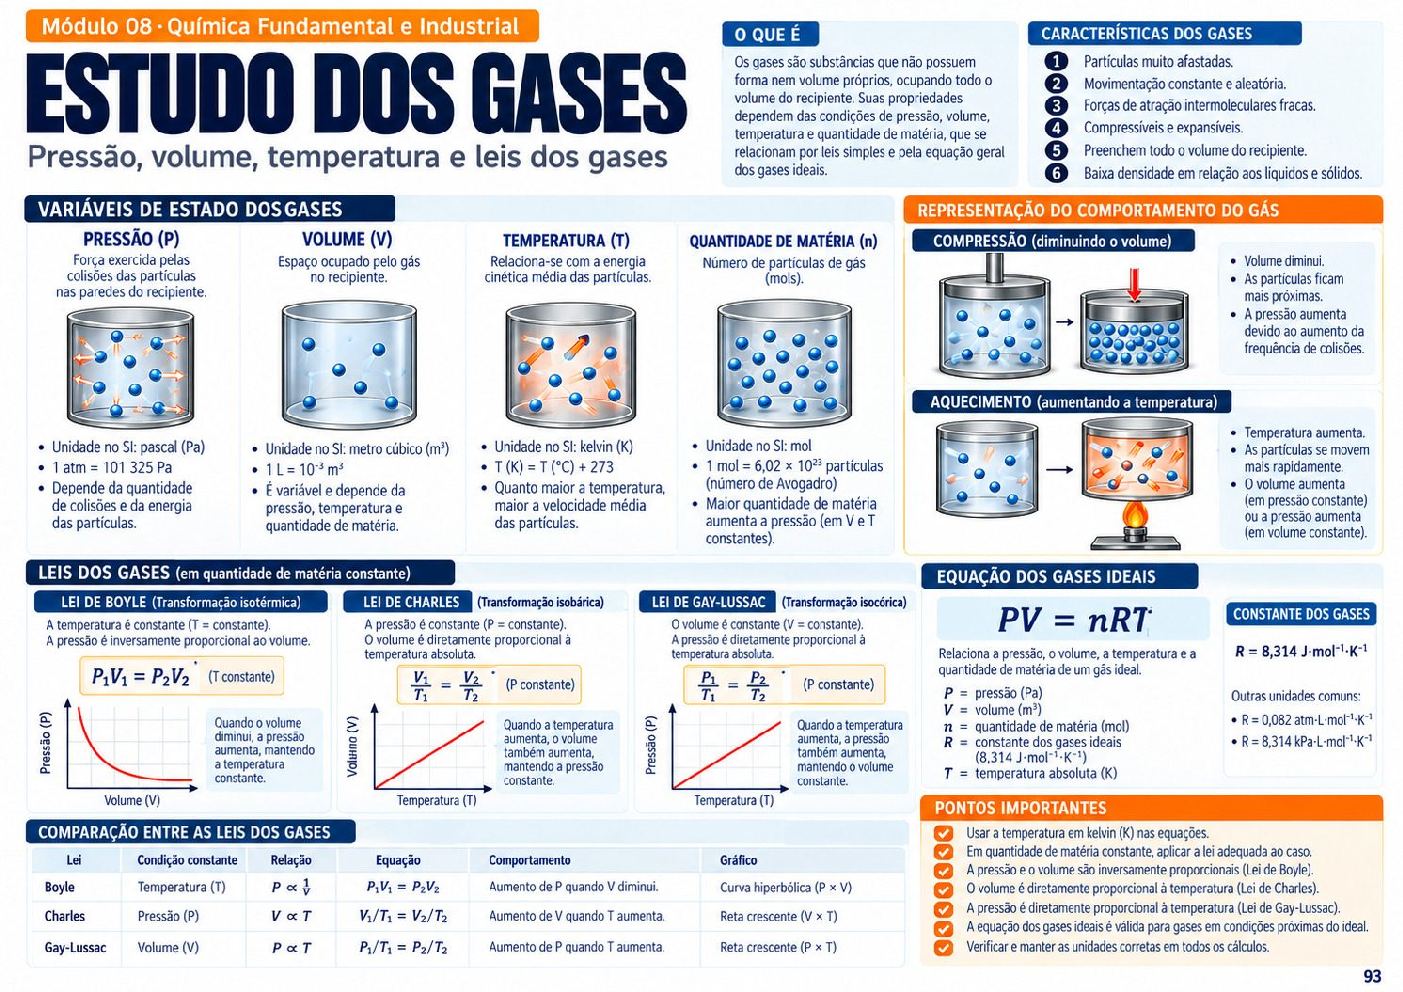 Módulo 08 · Química Fundamental e Industrial
ESTUDO DOS GASES
Pressão, volume, temperatura e leis dos gases
O QUE É
Os gases são substâncias que não possuem
forma nem volume próprios, ocupando todo o
volume do recipiente. Suas propriedades
dependem das condições de pressão, volume,
temperatura e quantidade de matéria, que se
relacionam por leis simples e pela equação geral
dos gases ideais.
CARACTERÍSTICAS DOS GASES
1 Partículas muito afastadas.
2 Movimentação constante e aleatória.
3 Forças de atração intermoleculares fracas.
4 Compressíveis e expansíveis.
5 Preenchem todo o volume do recipiente.
6 Baixa densidade em relação aos líquidos e sólidos.
VARIÁVEIS DE ESTADO DOS GASES
PRESSÃO (P)
Força exercida pelas
colisões das partículas
nas paredes do recipiente.
• Unidade no SI: pascal (Pa)
• 1 atm = 101 325 Pa
• Depende da quantidade
de colisões e da energia
das partículas.
VOLUME (V)
Espaço ocupado pelo gás
no recipiente.
• Unidade no SI: metro cúbico (m³)
• 1 L = 10⁻³ m³
• É variável e depende da
pressão, temperatura e
quantidade de matéria.
TEMPERATURA (T)
Relaciona-se com a energia
cinética média das partículas.
• Unidade no SI: kelvin (K)
• T (K) = T (°C) + 273
• Quanto maior a temperatura,
maior a velocidade média
das partículas.
QUANTIDADE DE MATÉRIA (n)
Número de partículas de gás
(mols).
• Unidade no SI: mol
• 1 mol = 6,02 × 10²³ partículas
(número de Avogadro)
• Maior quantidade de matéria
aumenta a pressão (em V e T
constantes).
REPRESENTAÇÃO DO COMPORTAMENTO DO GÁS
COMPRESSÃO (diminuindo o volume)
• Volume diminui.
• As partículas ficam
mais próximas.
• A pressão aumenta
devido ao aumento da
frequência de colisões.
AQUECIMENTO (aumentando a temperatura)
• Temperatura aumenta.
• As partículas se movem
mais rapidamente.
• O volume aumenta
(em pressão constante)
ou a pressão aumenta
(em volume constante).
LEIS DOS GASES (em quantidade de matéria constante)
LEI DE BOYLE (Transformação isotérmica)
A temperatura é constante (T = constante).
A pressão é inversamente proporcional ao volume.
P₁V₁ = P₂V₂ (T constante)
Pressão (P)
Volume (V)
Quando o volume
diminui, a pressão
aumenta, mantendo
a temperatura
constante.
LEI DE CHARLES (Transformação isobárica)
A pressão é constante (P = constante).
O volume é diretamente proporcional à
temperatura absoluta.
V₁/T₁ = V₂/T₂ (P constante)
Temperatura (T)
Quando a temperatura
aumenta, o volume
também aumenta,
mantendo a pressão
constante.
LEI DE GAY-LUSSAC (Transformação isocórica)
O volume é constante (V = constante).
A pressão é diretamente proporcional à
temperatura absoluta.
P₁/T₁ = P₂/T₂ (P constante)
Pressão (P)
Temperatura (T)
Quando a temperatura
aumenta, a pressão
também aumenta,
mantendo o volume
constante.
EQUAÇÃO DOS GASES IDEAIS
PV = nRT
Relaciona a pressão, o volume, a temperatura e a
quantidade de matéria de um gás ideal.
P = pressão (Pa)
V = volume (m³)
n = quantidade de matéria (mol)
R = constante dos gases ideais
(8,314 J·mol⁻¹·K⁻¹)
T = temperatura absoluta (K)
CONSTANTE DOS GASES
R = 8,314 J·mol⁻¹·K⁻¹
Outras unidades comuns:
• R = 0,082 atm·L·mol⁻¹·K⁻¹
• R = 8,314 kPa·L·mol⁻¹·K⁻¹
COMPARAÇÃO ENTRE AS LEIS DOS GASES
Lei Condição constante Relação Equação Comportamento Gráfico
Boyle Temperatura (T) P ∝ 1/V P₁V₁ = P₂V₂ Aumento de P quando V diminui. Curva hiperbólica (P × V)
Charles Pressão (P) V ∝ T V₁/T₁ = V₂/T₂ Aumento de V quando T aumenta. Reta crescente (V × T)
Gay-Lussac Volume (V) P ∝ T P₁/T₁ = P₂/T₂ Aumento de P quando T aumenta. Reta crescente (P × T)
PONTOS IMPORTANTES
Usar a temperatura em kelvin (K) nas equações.
Em quantidade de matéria constante, aplicar a lei adequada ao caso.
A pressão e o volume são inversamente proporcionais (Lei de Boyle).
O volume é diretamente proporcional à temperatura (Lei de Charles).
A pressão é diretamente proporcional à temperatura (Lei de Gay-Lussac).
A equação dos gases ideais é válida para gases em condições próximas do ideal.
Verificar e manter as unidades corretas em todos os cálculos.
93